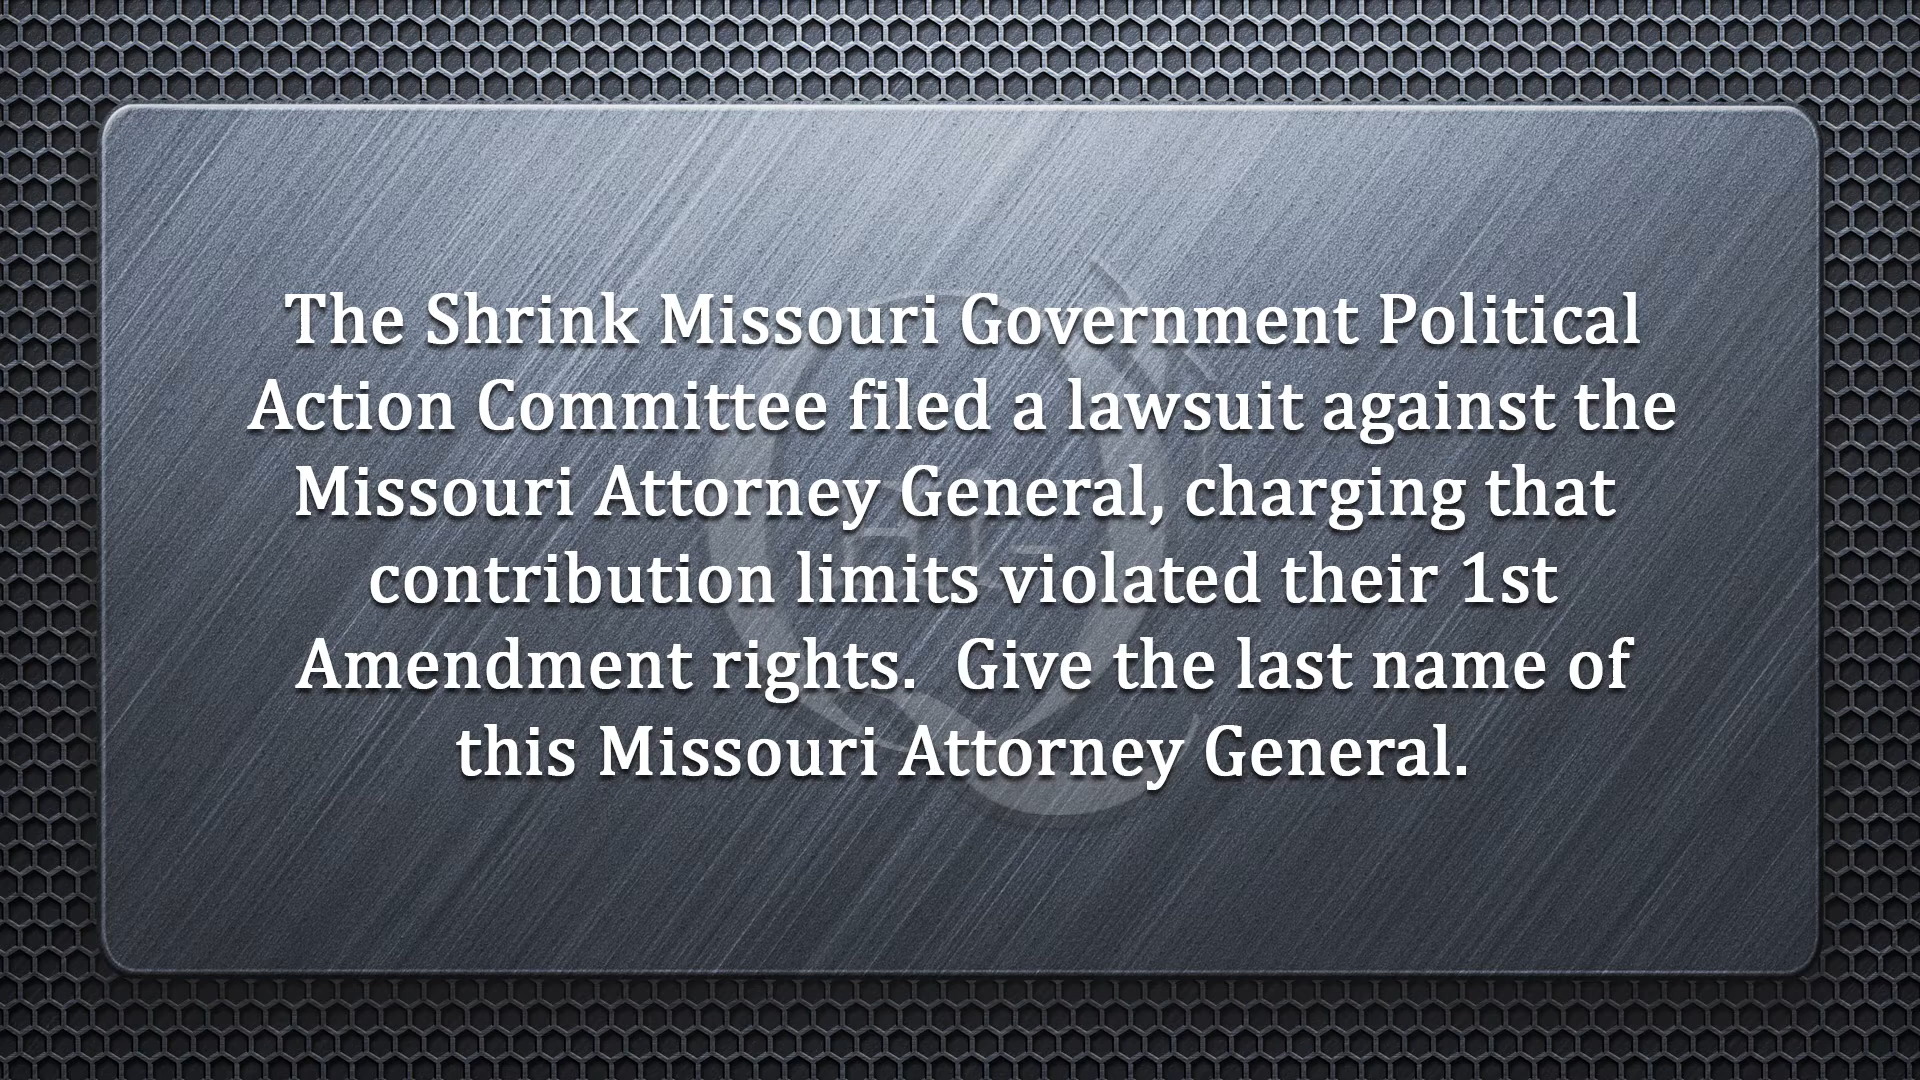 The Shrink Missouri Government Political
Action Committee filed a lawsuit against the
Missouri Attorney General, charging that
contribution limits violated their 1st
Amendment rights.  Give the last name of
this Missouri Attorney General.